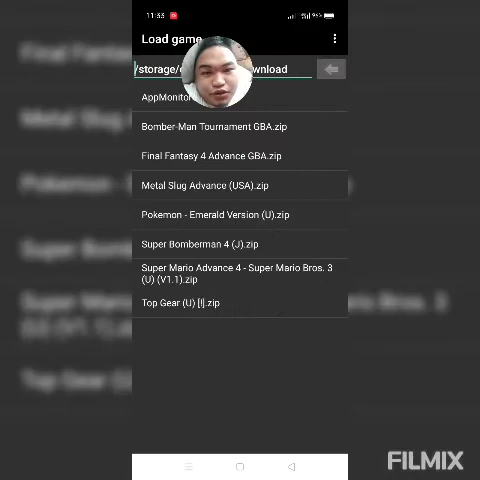 11:33
96%
Load game
/storage/
wnload
AppMonitor
Bomber-Man Tournament GBA.zip
Final Fantasy 4 Advance GBA.zip
Metal Slug Advance (USA).zip
Pokemon - Emerald Version (U).zip
Super Bomberman 4 (J).zip
Super Mario Advance 4 - Super Mario Bros. 3
(U) (V1.1).zip
Top Gear (U) [!].zip
FILMIX